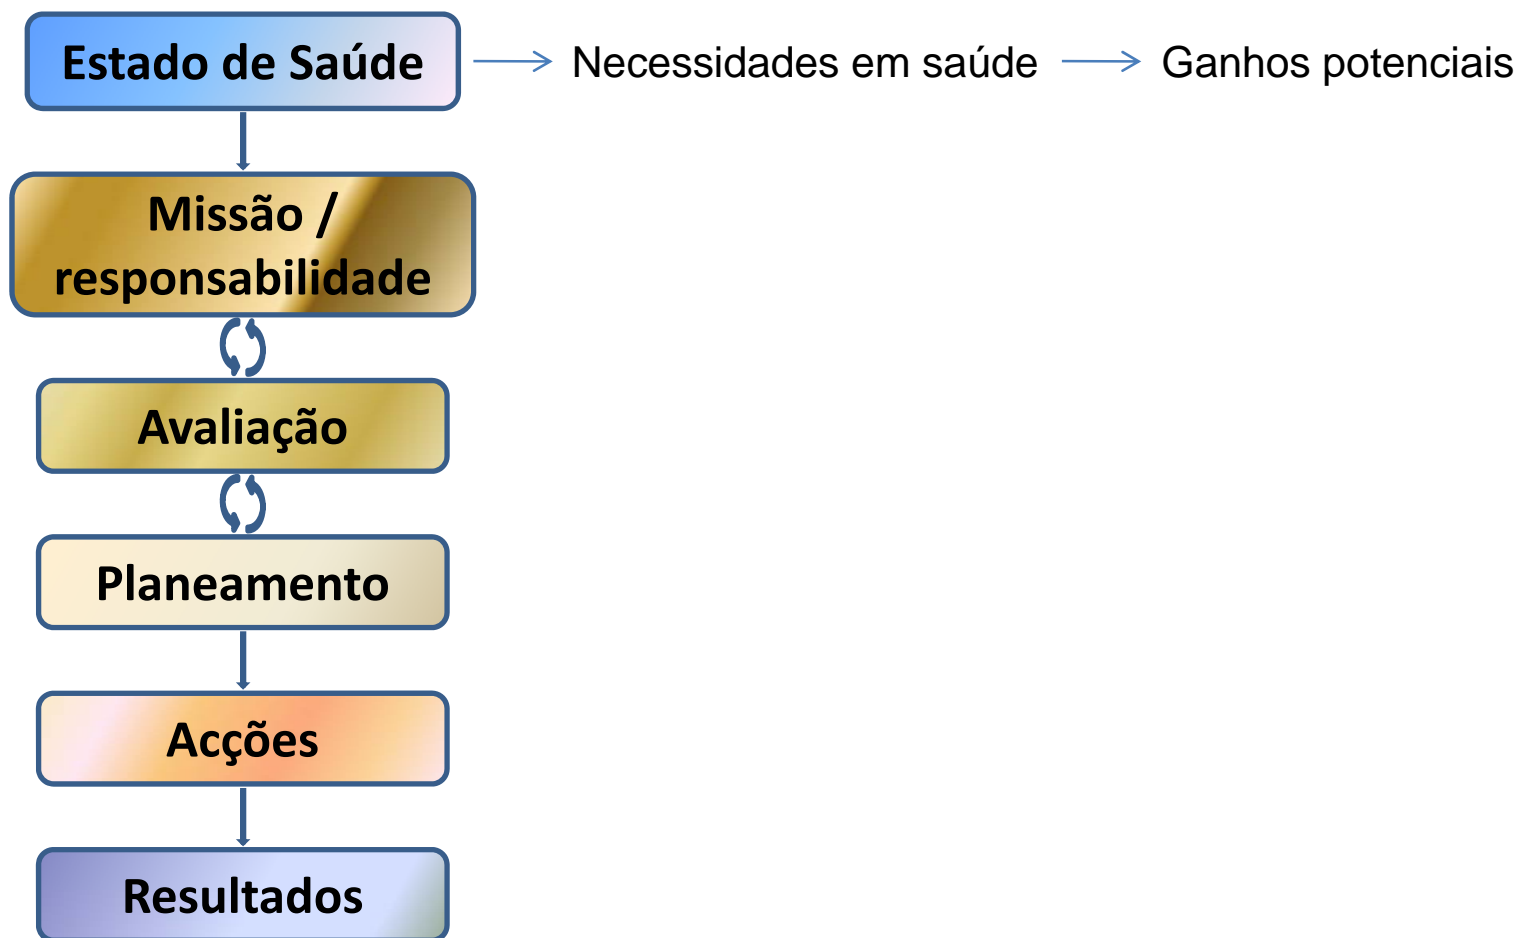 Estado de Saúde
Necessidades em saúde
Ganhos potenciais
Missão /
responsabilidade
Avaliação
Planeamento
Acções
Resultados